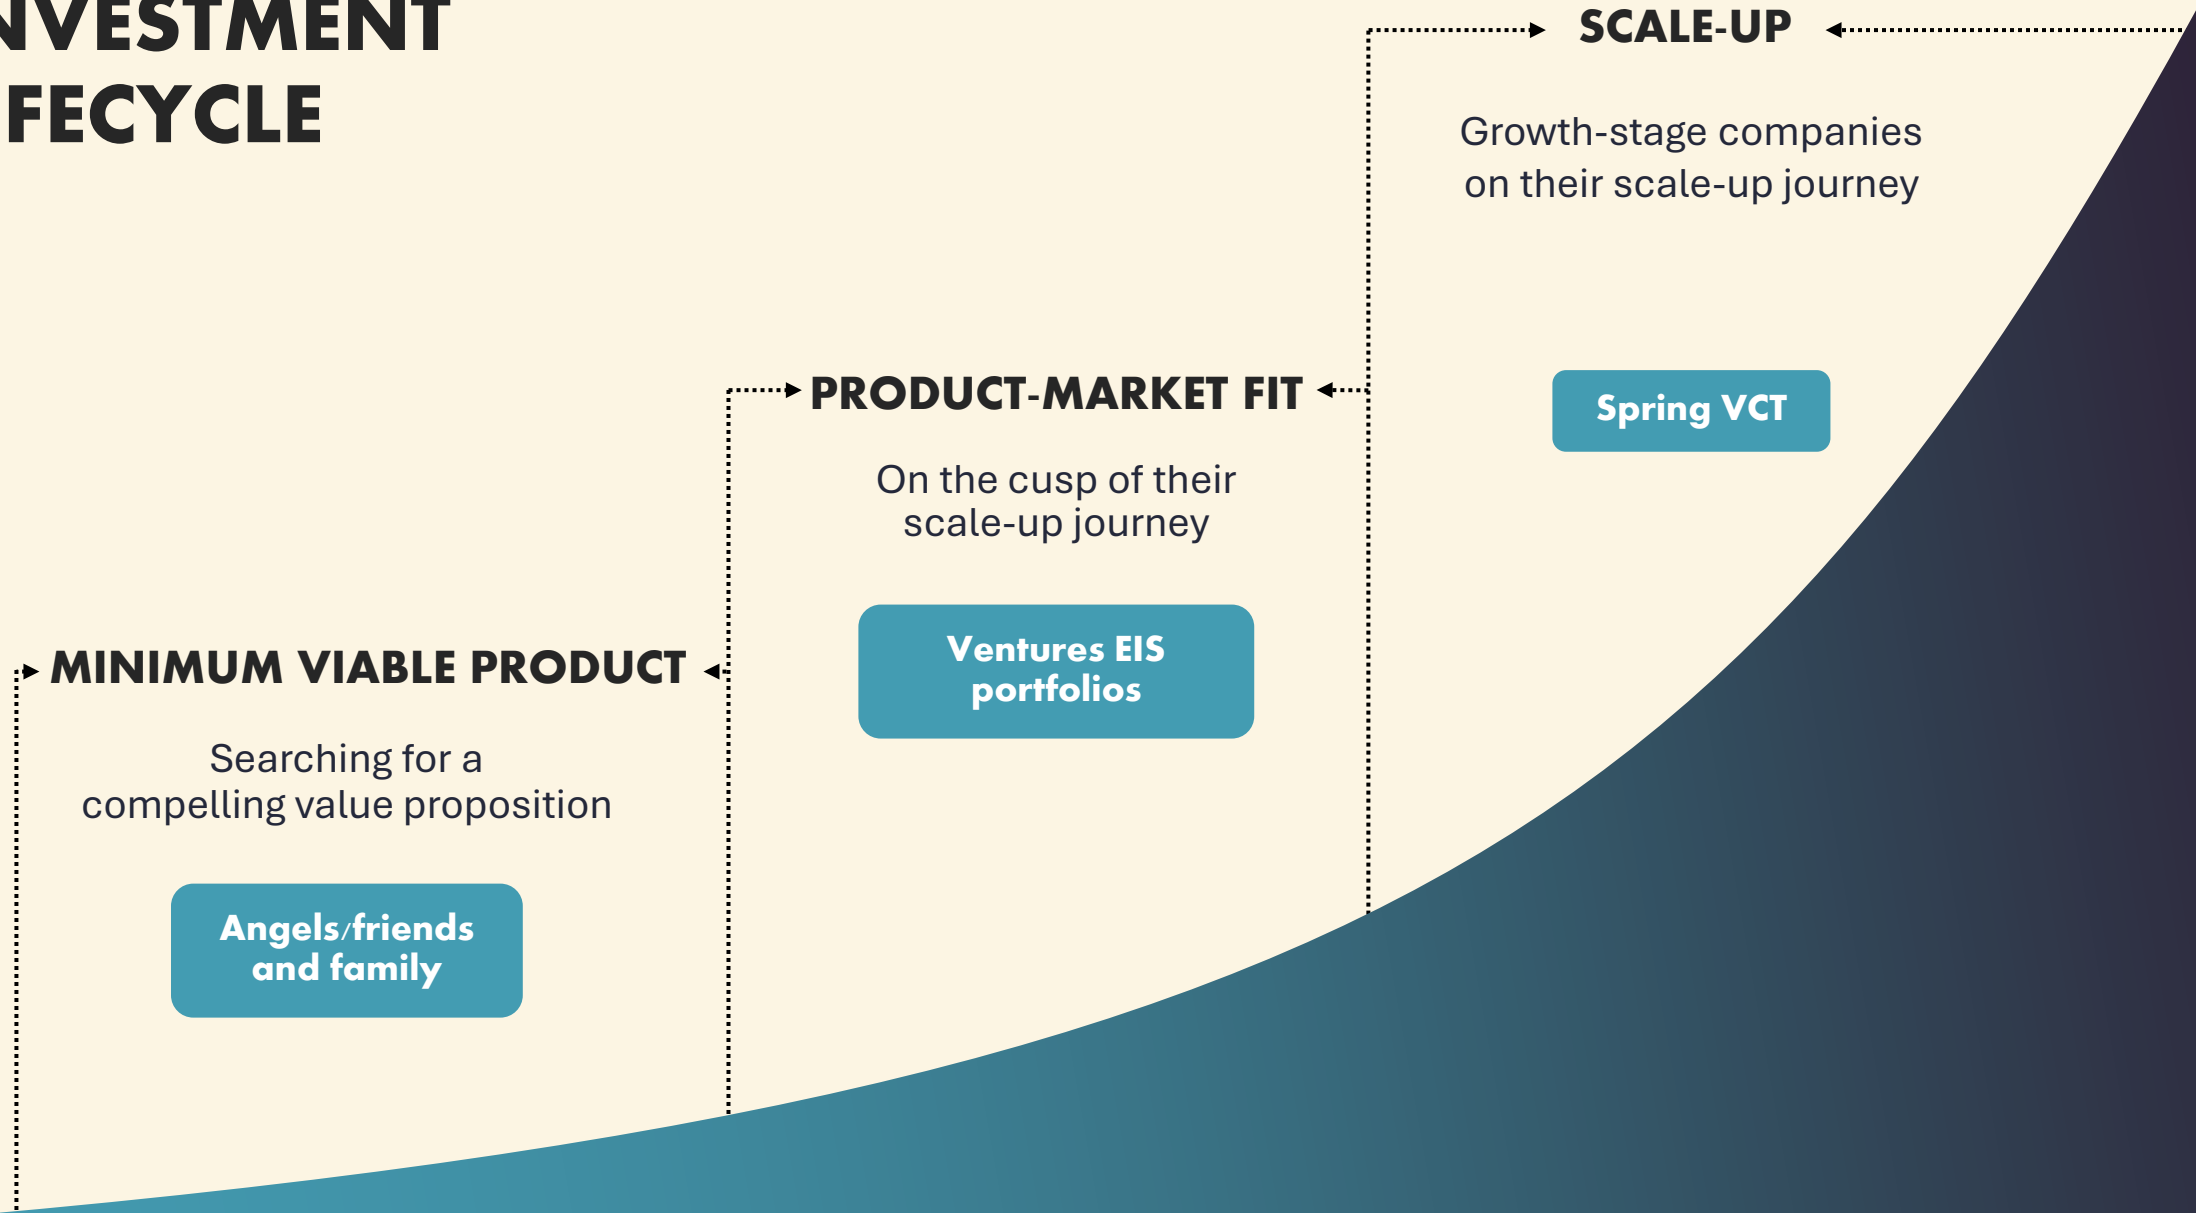 NVESTMENT
FECYCLE
SCALE-UP
Growth-stage companies
on their scale-up journey
Spring VCT
PRODUCT-MARKET FIT
On the cusp of their
scale-up journey
Ventures EIS
portfolios
MINIMUM VIABLE PRODUCT
Searching for a
compelling value proposition
Angels/friends
and family